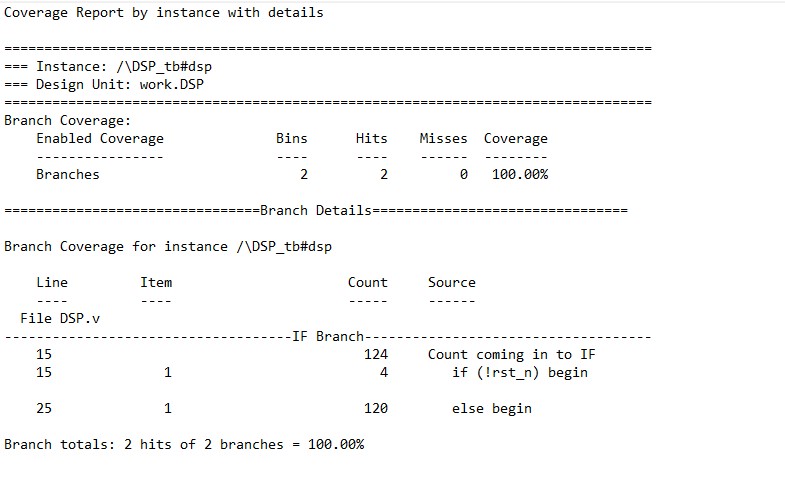 Coverage Report by instance with details
=================================================================================
=== Instance: /\DSP_tb#dsp
=== Design Unit: work.DSP
=================================================================================
Branch Coverage:
    Enabled Coverage              Bins      Hits    Misses  Coverage
    ----------------              ----      ----    ------  --------
    Branches                         2         2         0   100.00%
================================Branch Details================================
Branch Coverage for instance /\DSP_tb#dsp
    Line         Item                      Count     Source
    ----         ----                      -----     ------
  File DSP.v
------------------------------------IF Branch------------------------------------
    15                                       124     Count coming in to IF
    15              1                          4        if (!rst_n) begin
    25              1                        120        else begin
Branch totals: 2 hits of 2 branches = 100.00%